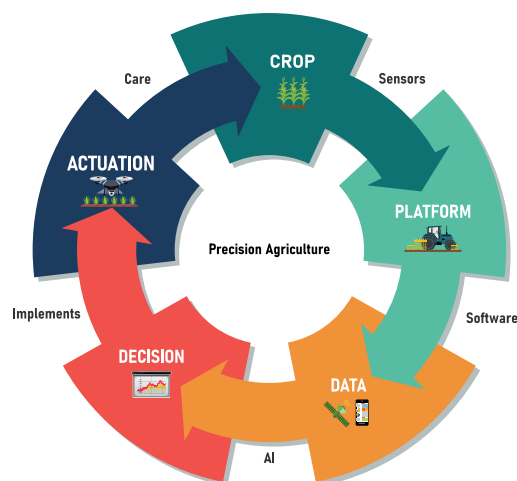 CROP
Care
Sensors
ACTUATION
PLATFORM
Precision Agriculture
Implements
Software
DECISION
DATA
AI